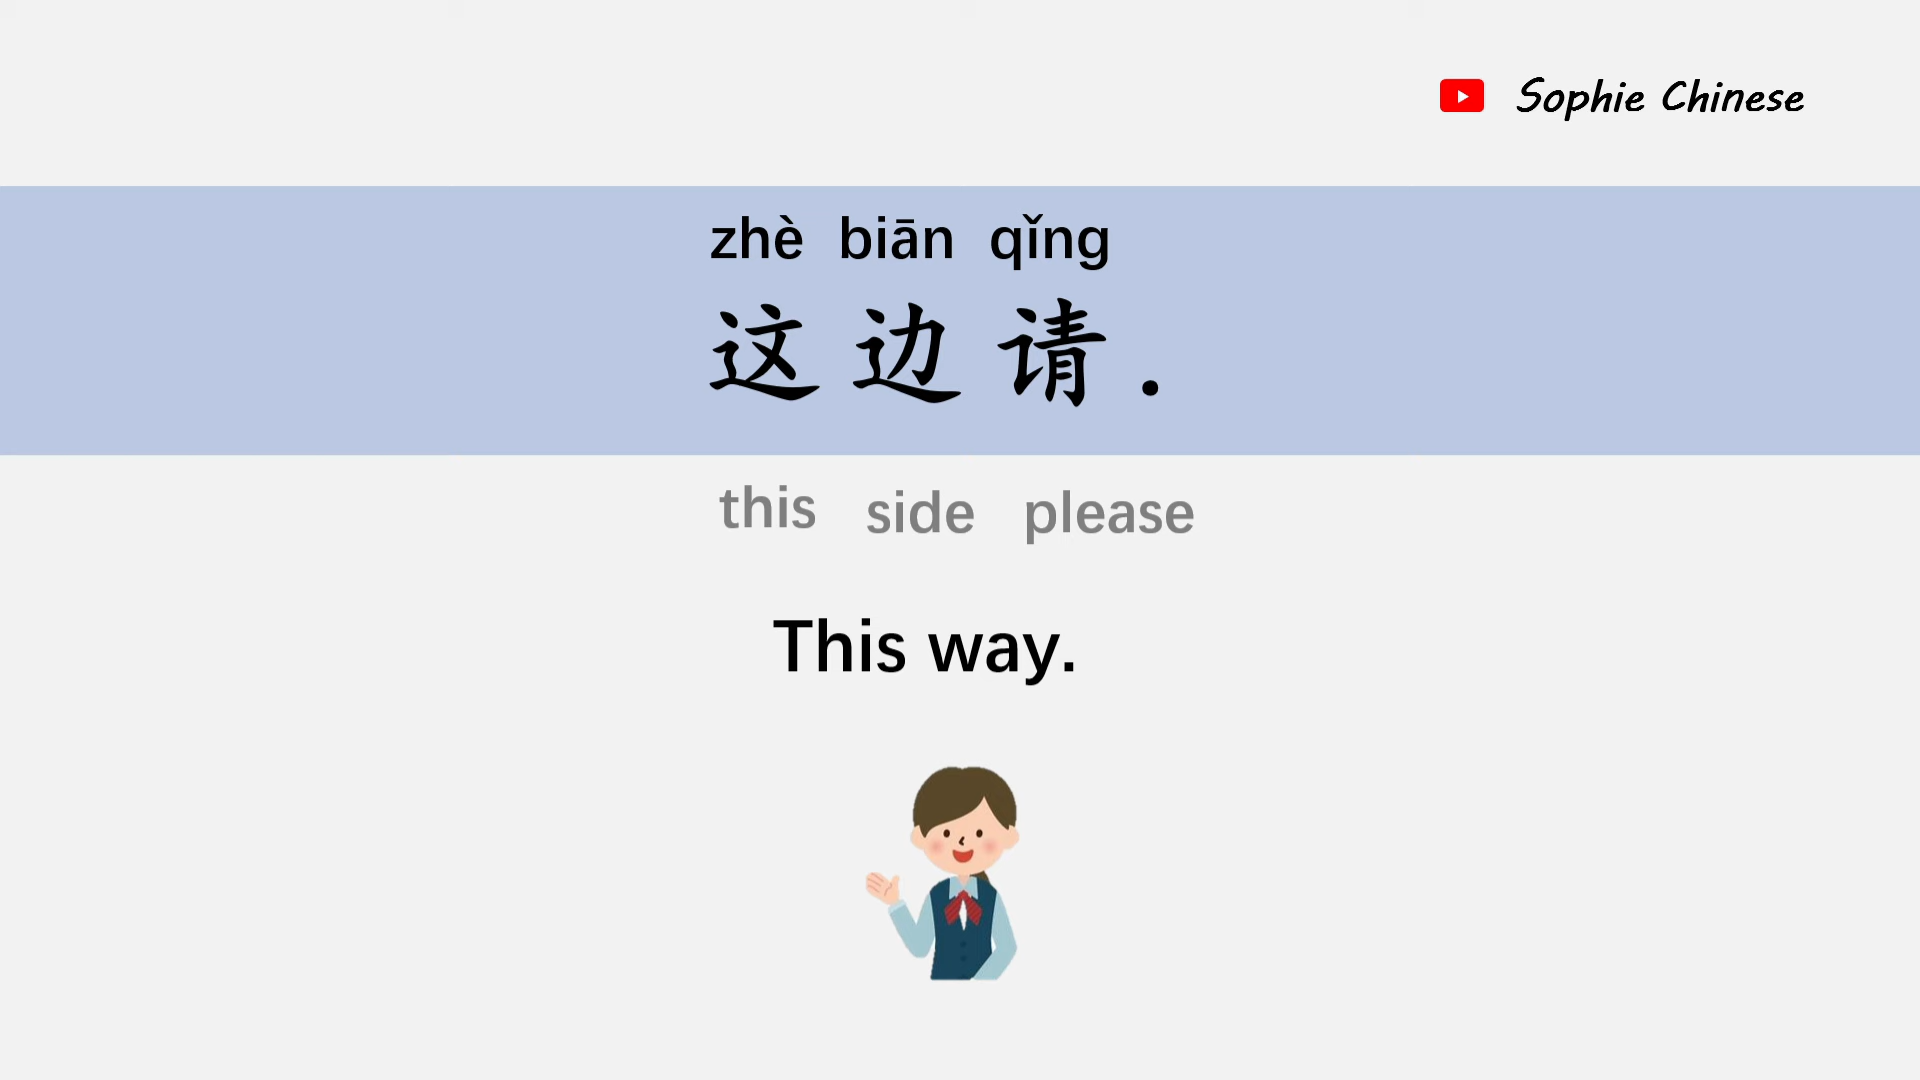 Sophie Chinese
zhè biān qǐng
这边请.
this side please
This way.